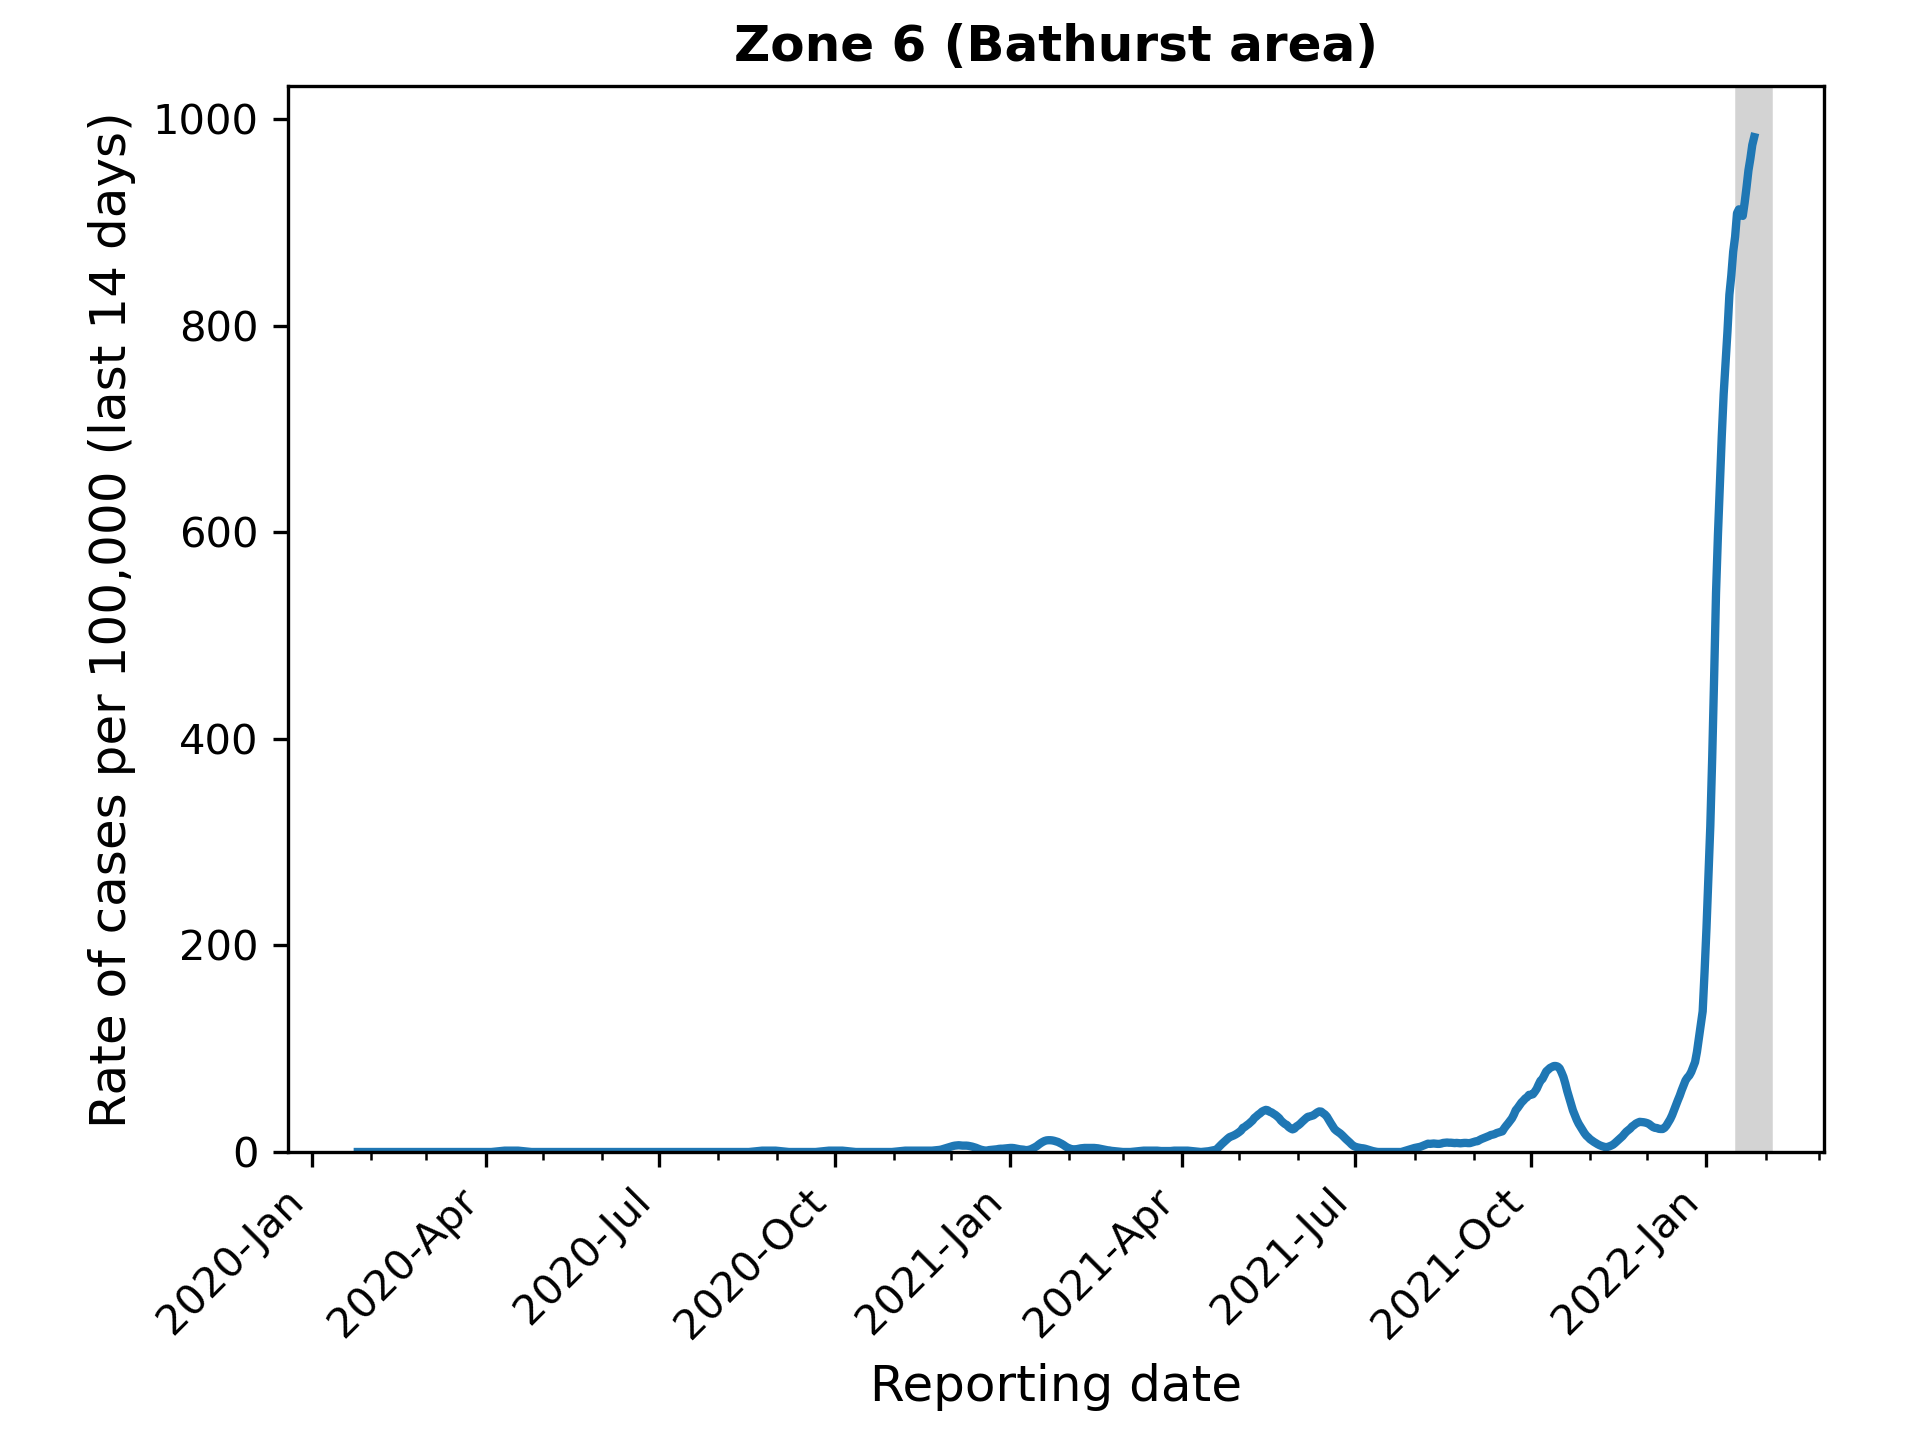 Zone 6 (Bathurst area)
Rate of cases per 100,000 (last 14 days)
1000
800
600
400
200
0
2020-Jan
2020-Apr
2020-Jul
2020-Oct
2021-Jan
2021-Apr
2021-Jul
2021-Oct
2022-Jan
Reporting date